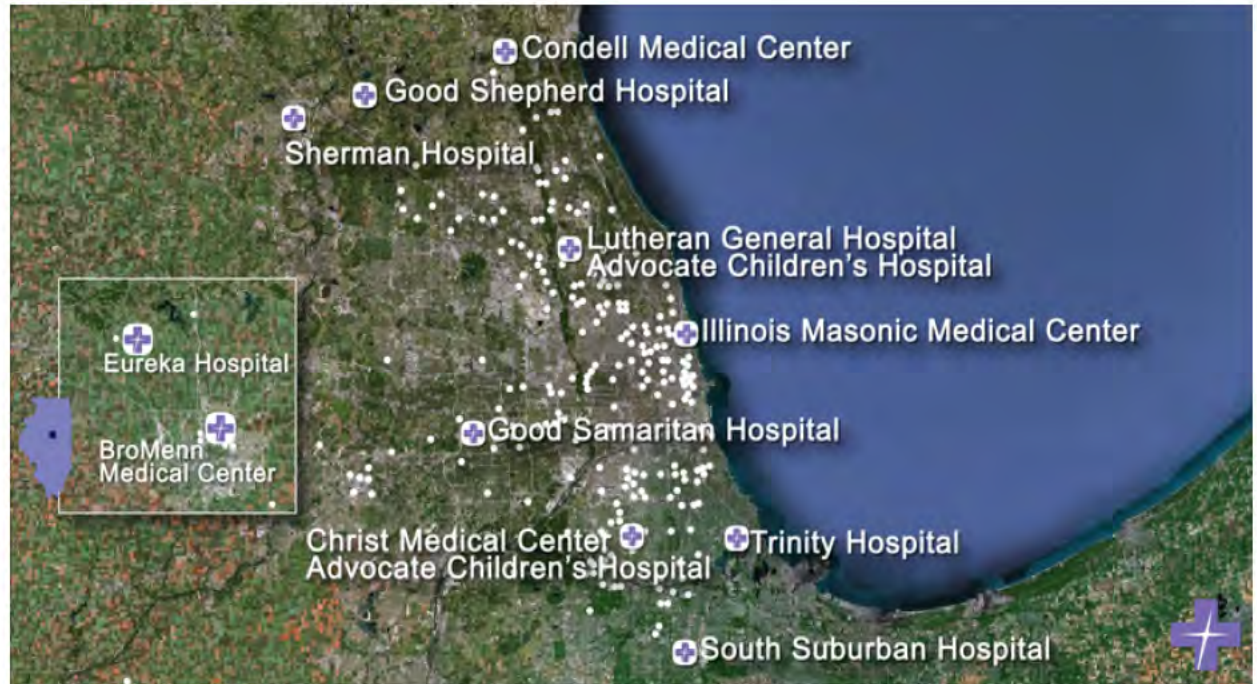 Condell Medical Center
Good Shepherd Hospital
Sherman Hospital
Lutheran General Hospital
Advocate Children's Hospital
Illinois Masonic Medical Center
Eureka Hospital
Good Samaritan Hospital
BroMenn
Medical Center
Christ Medical Center
Advocate Children's Hospital
Trinity Hospital
South Suburban Hospital